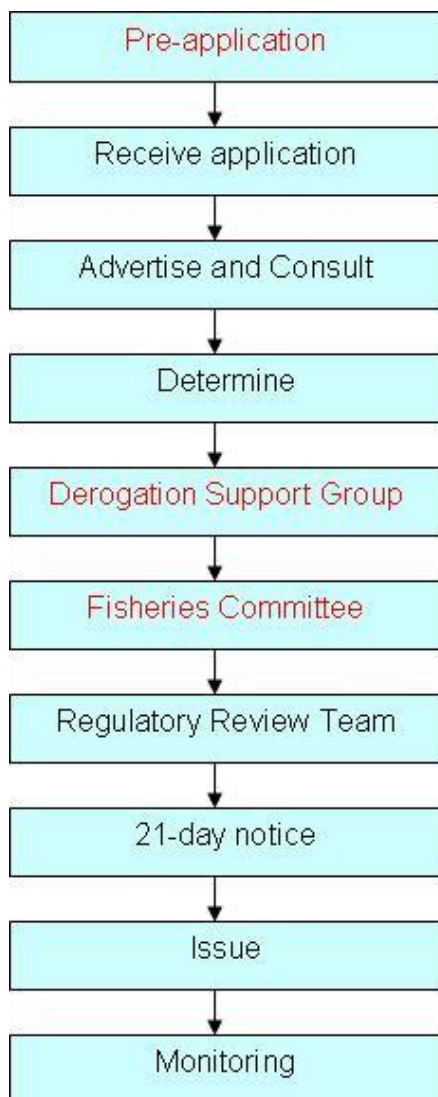 Pre-application
Receive application
Advertise and Consult
Determine
Derogation Support Group
Fisheries Committee
Regulatory Review Team
21-day notice
Issue
Monitoring